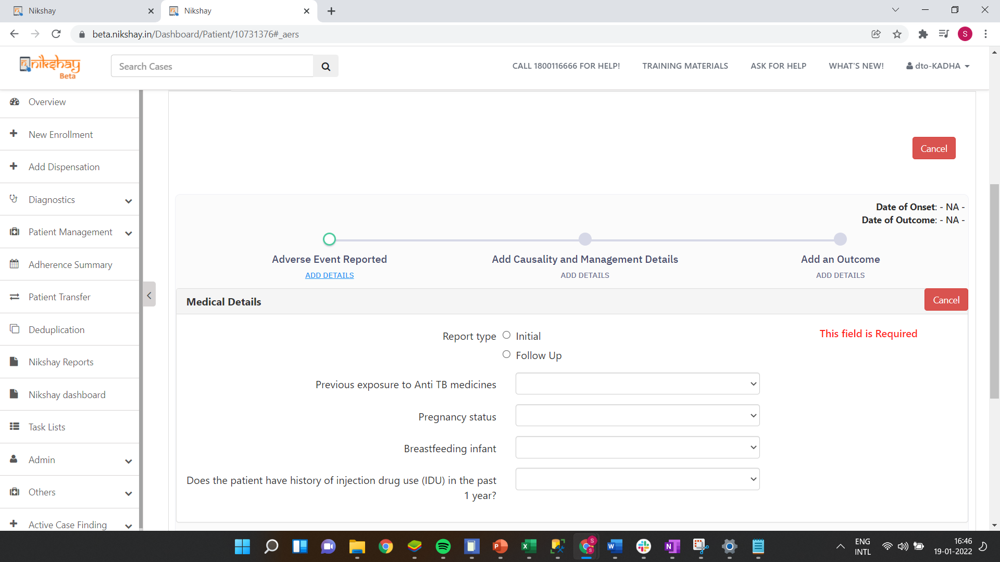 Nikshay
Nikshay
beta.nikshay.in/Dashboard/Patient/10731376#_aers
S
nikshay
Beta
Search Cases
CALL 1800116666 FOR HELP!
TRAINING MATERIALS
ASK FOR HELP
WHAT'S NEW!
dto-KADHA
Overview
New Enrollment
Add Dispensation
Diagnostics
Patient Management
Adherence Summary
Patient Transfer
Deduplication
Nikshay Reports
Nikshay dashboard
Task Lists
Admin
Others
Active Case Finding
Cancel
Date of Onset: - NA -
Date of Outcome: - NA -
Adverse Event Reported
ADD DETAILS
Add Causality and Management Details
ADD DETAILS
Add an Outcome
ADD DETAILS
Medical Details
Cancel
Report type
Initial
This field is Required
Follow Up
Previous exposure to Anti TB medicines
Pregnancy status
Breastfeeding infant
Does the patient have history of injection drug use (IDU) in the past
1 year?
ENG
INTL
16:46
19-01-2022